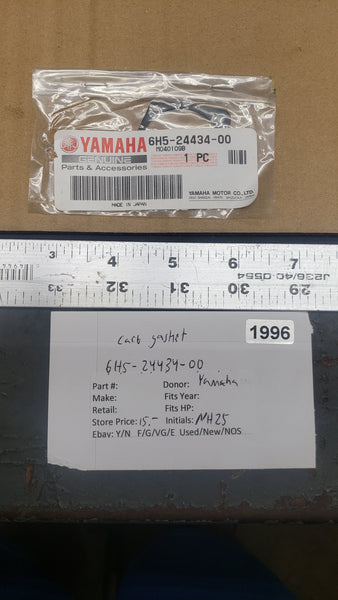 YAMAHA
6H5-24434-00
M040109B
GENUINE
1 PC
Parts & Accessories
YAMAHA MOTOR CO., LTD.
MADE IN JAPAN
3 4 5 6 7
32 31 30 29
carb gasket
1996
6H5-24434-00
Part #: Donor: Yamaha
Make: Fits Year:
Retail: Fits HP:
Store Price: 15,- Initials: NH25
Ebay: Y/N F/G/VG/E Used/New/NOS